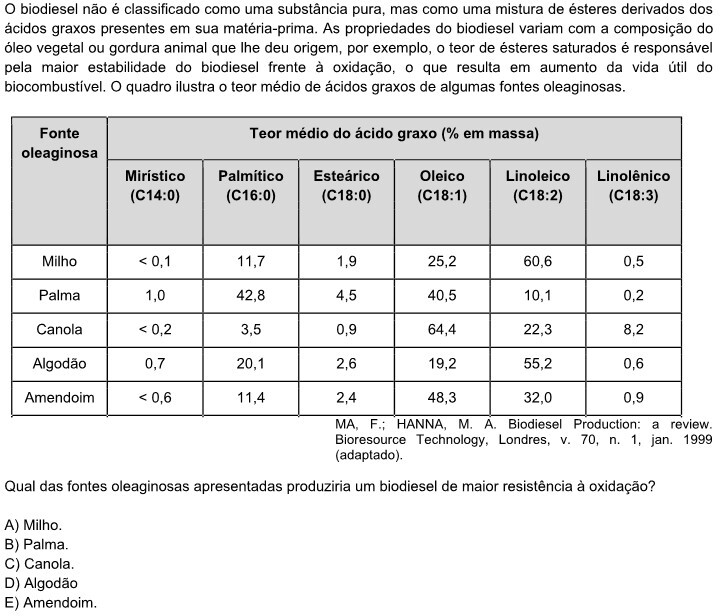 O biodiesel não é classificado como uma substância pura, mas como uma mistura de ésteres derivados dos
ácidos graxos presentes em sua matéria-prima. As propriedades do biodiesel variam com a composição do
óleo vegetal ou gordura animal que lhe deu origem, por exemplo, o teor de ésteres saturados é responsável
pela maior estabilidade do biodiesel frente à oxidação, o que resulta em aumento da vida útil do
biocombustível. O quadro ilustra o teor médio de ácidos graxos de algumas fontes oleaginosas.
Fonte oleaginosa Teor médio do ácido graxo (% em massa)
Mirístico (C14:0) Palmítico (C16:0) Esteárico (C18:0) Oleico (C18:1) Linoleico (C18:2) Linolênico (C18:3)
Milho < 0,1 11,7 1,9 25,2 60,6 0,5
Palma 1,0 42,8 4,5 40,5 10,1 0,2
Canola < 0,2 3,5 0,9 64,4 22,3 8,2
Algodão 0,7 20,1 2,6 19,2 55,2 0,6
Amendoim < 0,6 11,4 2,4 48,3 32,0 0,9
MA, F.; HANNA, M. A. Biodiesel Production: a review.
Bioresource Technology, Londres, v. 70, n. 1, jan. 1999
(adaptado).
Qual das fontes oleaginosas apresentadas produziria um biodiesel de maior resistência à oxidação?
A) Milho.
B) Palma.
C) Canola.
D) Algodão
E) Amendoim.